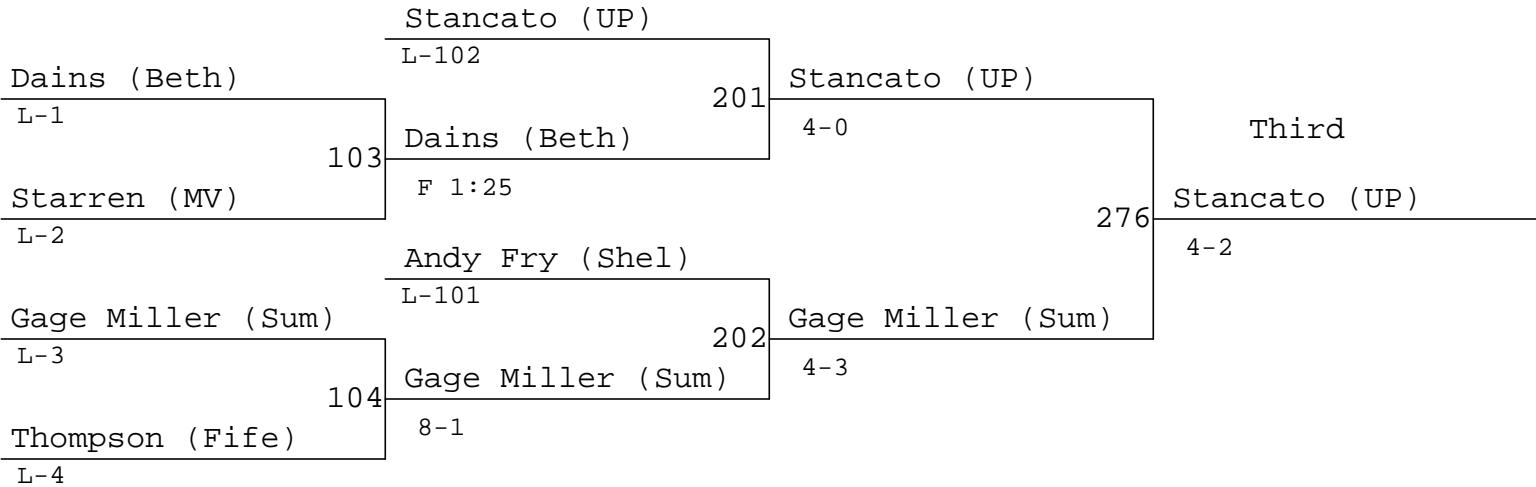 Stancato (UP)
L-102
Dains (Beth)
L-1
Stancato (UP)
201
4-0
Third
Dains (Beth)
103
F 1:25
Starren (MV)
L-2
Stancato (UP)
276
4-2
Andy Fry (Shel)
L-101
Gage Miller (Sum)
L-3
Gage Miller (Sum)
202
4-3
Gage Miller (Sum)
104
8-1
Thompson (Fife)
L-4